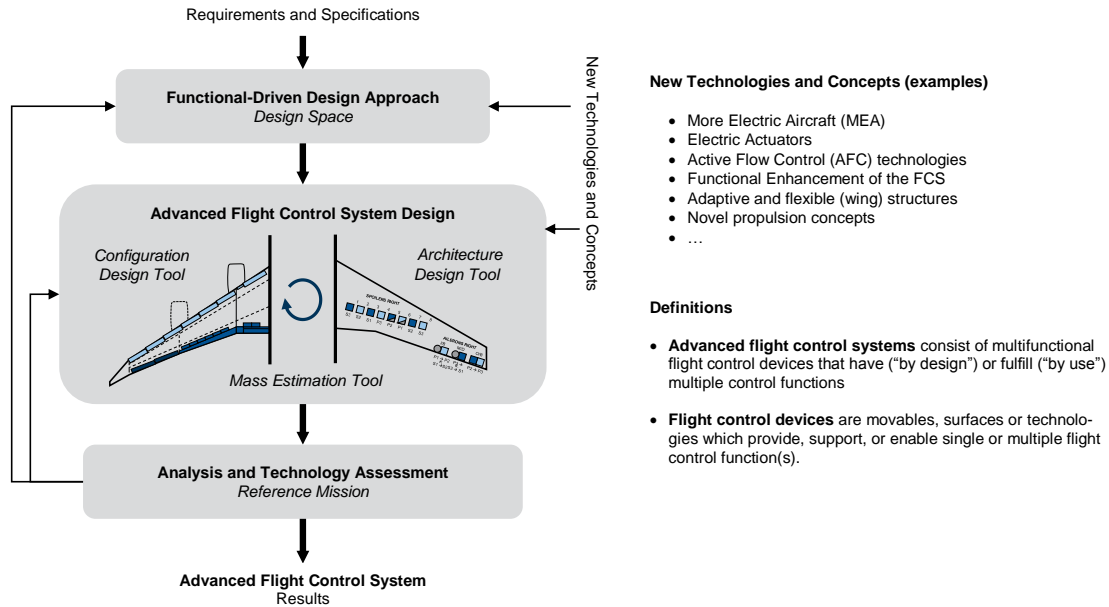 Requirements and Specifications
Functional-Driven Design Approach
Design Space
New Technologies and Concepts
Advanced Flight Control System Design
Configuration
Design Tool
Architecture
Design Tool
SPOILERS RIGHT
AILERONS RIGHT
Mass Estimation Tool
Analysis and Technology Assessment
Reference Mission
Advanced Flight Control System
Results
New Technologies and Concepts (examples)
• More Electric Aircraft (MEA)
• Electric Actuators
• Active Flow Control (AFC) technologies
• Functional Enhancement of the FCS
• Adaptive and flexible (wing) structures
• Novel propulsion concepts
• …
Definitions
• Advanced flight control systems consist of multifunctional
flight control devices that have (“by design”) or fulfill (“by use”)
multiple control functions
• Flight control devices are movables, surfaces or technolo-
gies which provide, support, or enable single or multiple flight
control function(s).